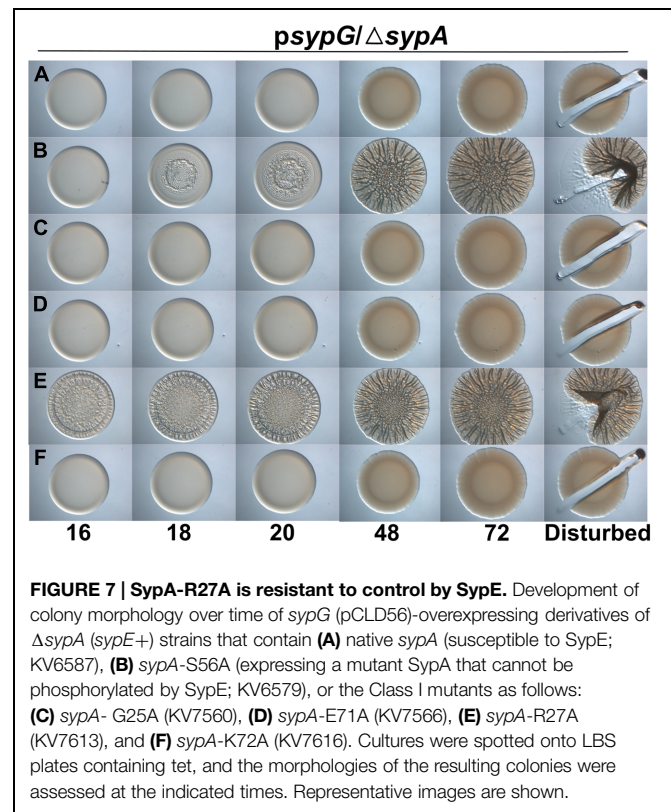 psypG/△sypA
A
B
C
D
E
F
16 18 20 48 72 Disturbed
FIGURE 7 | SypA-R27A is resistant to control by SypE. Development of
colony morphology over time of sypG (pCLD56)-overexpressing derivatives of
ΔsypA (sypE+) strains that contain (A) native sypA (susceptible to SypE;
KV6587), (B) sypA-S56A (expressing a mutant SypA that cannot be
phosphorylated by SypE; KV6579), or the Class I mutants as follows:
(C) sypA- G25A (KV7560), (D) sypA-E71A (KV7566), (E) sypA-R27A
(KV7613), and (F) sypA-K72A (KV7616). Cultures were spotted onto LBS
plates containing tet, and the morphologies of the resulting colonies were
assessed at the indicated times. Representative images are shown.